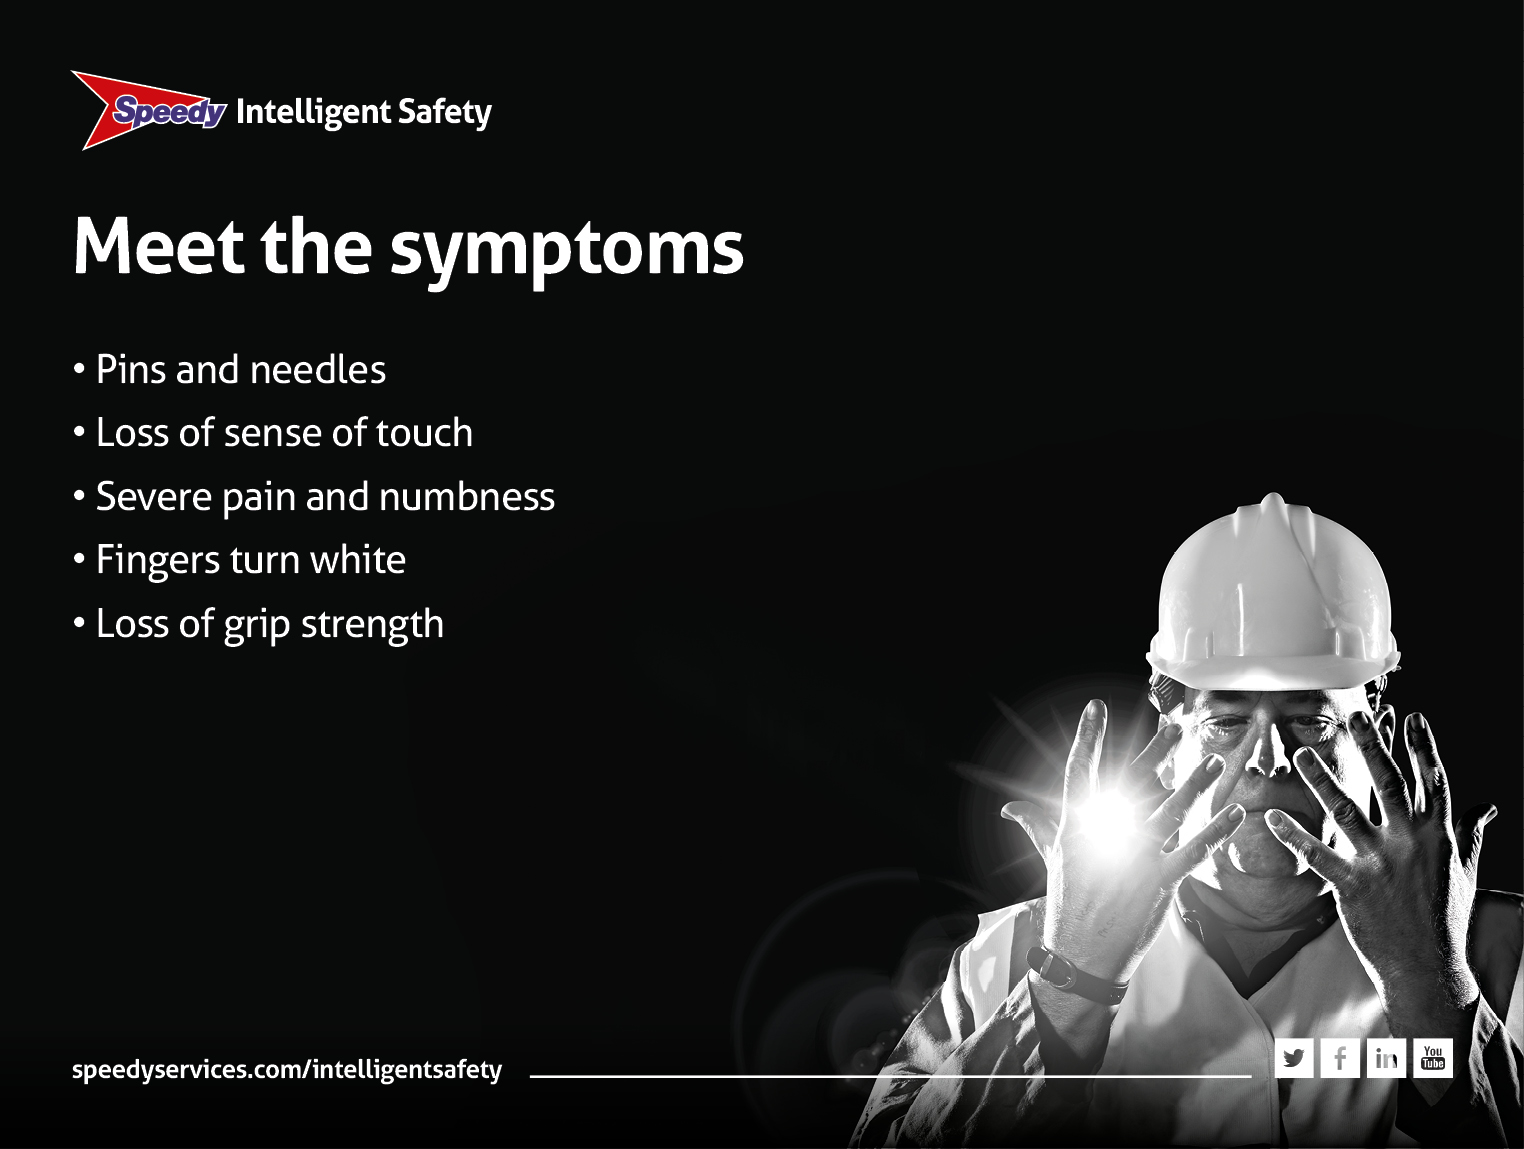 Speedy Intelligent Safety
Meet the symptoms
• Pins and needles
• Loss of sense of touch
• Severe pain and numbness
• Fingers turn white
• Loss of grip strength
speedyservices.com/intelligentsafety
f
in
You
Tube